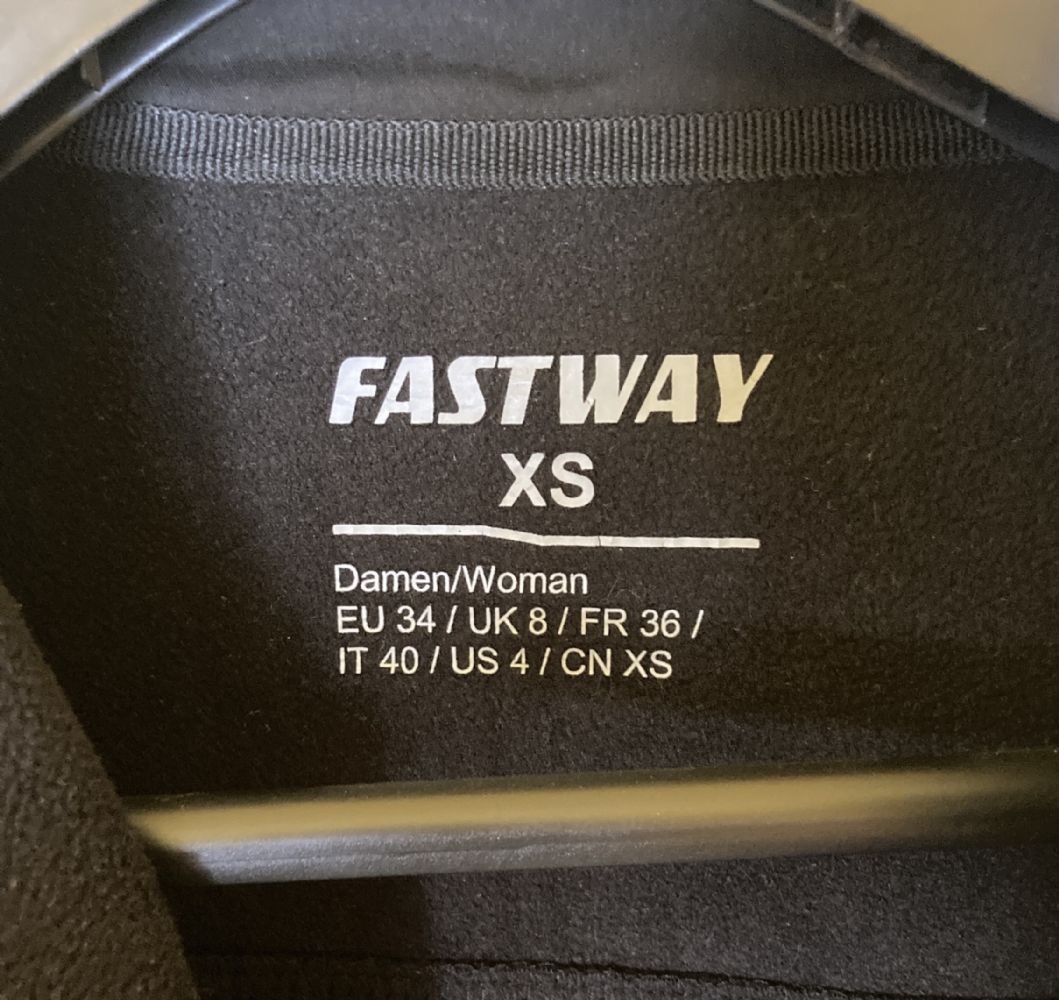 FASTWAY
XS
Damen/Woman
EU 34 / UK 8 / FR 36 /
IT 40 / US 4 / CN XS